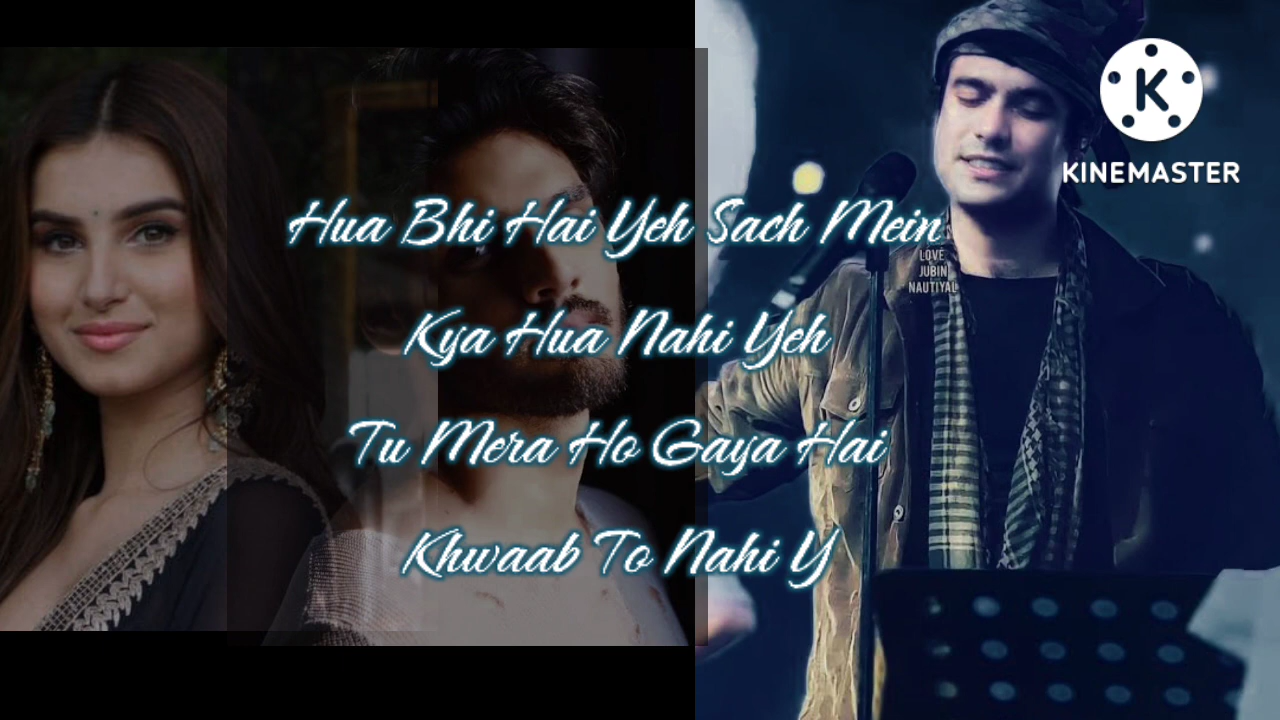 Hua Bhi Hai Yeh Sach Mein
Kya Hua Nahi Yeh
Tu Mera Ho Gaya Hai
Khwaab To Nahi Y
K
KINEMASTER
LOVE
JUBIN
NAUTIYAL